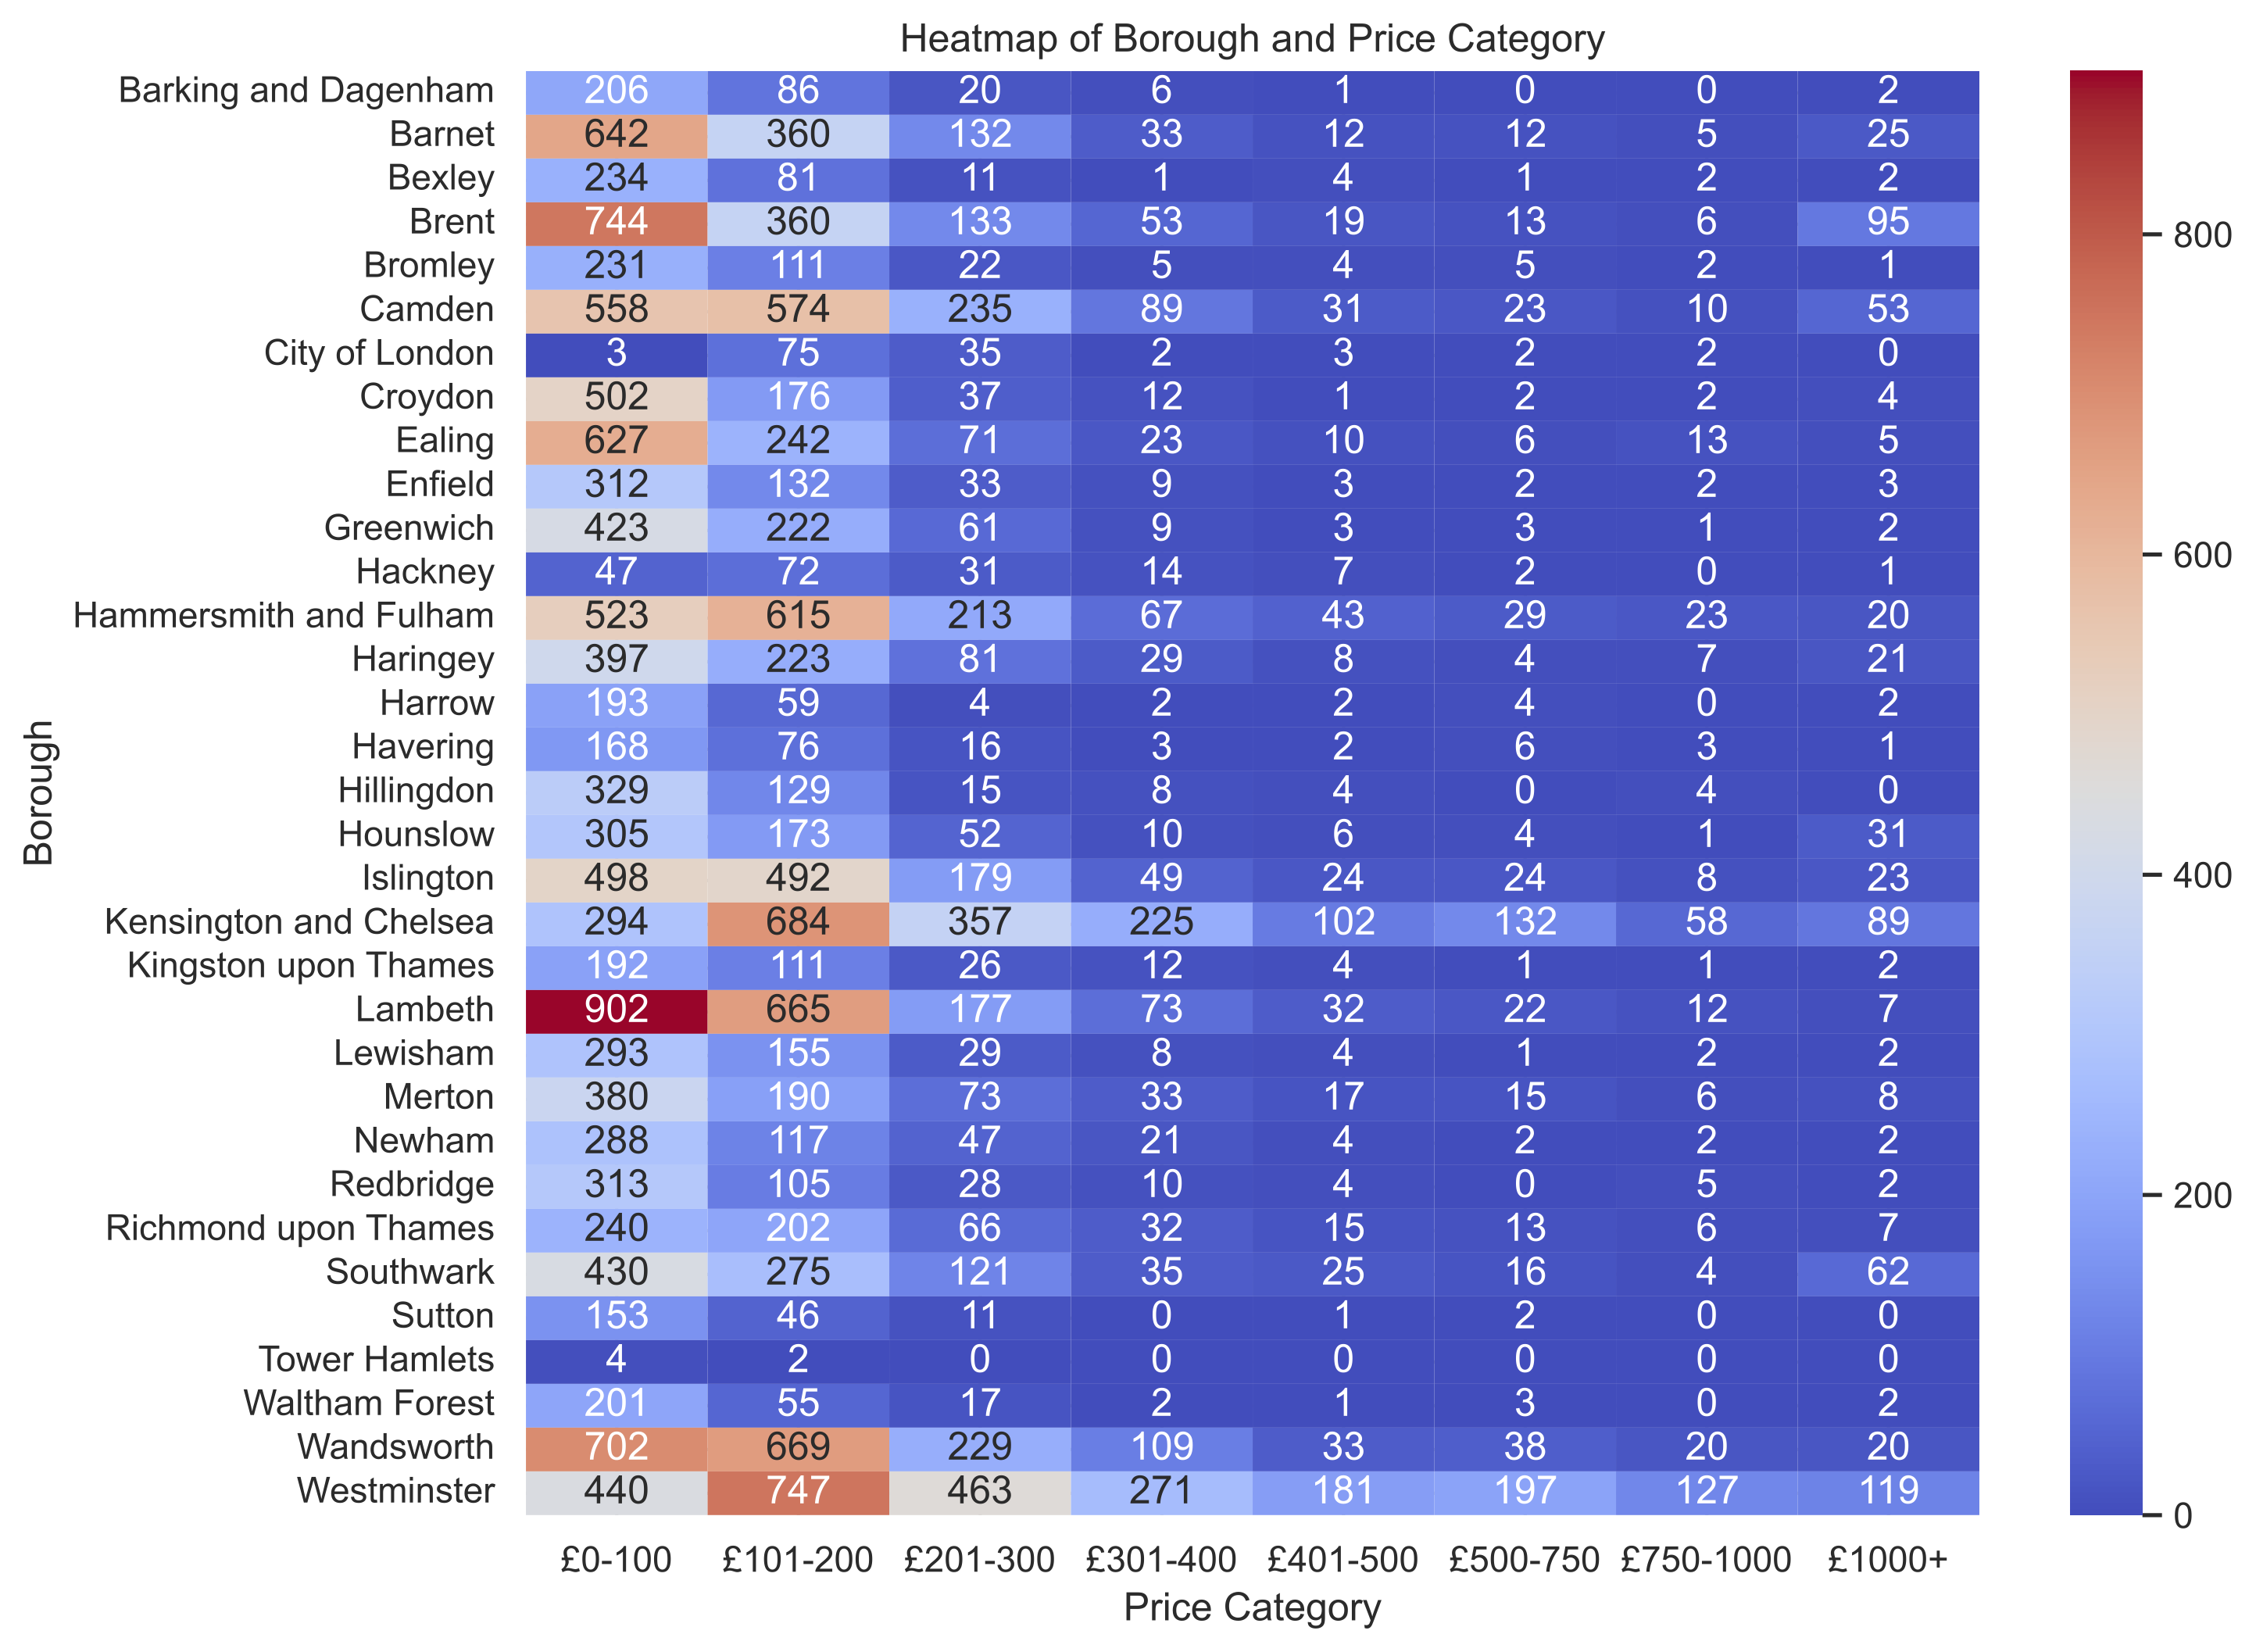 Heatmap of Borough and Price Category
Barking and Dagenham 206 86 20 6 1 0 0 2
Barnet 642 360 132 33 12 12 5 25
Bexley 234 81 11 1 4 1 2 2
Brent 744 360 133 53 19 13 6 95
Bromley 231 111 22 5 4 5 2 1
Camden 558 574 235 89 31 23 10 53
City of London 3 75 35 2 3 2 2 0
Croydon 502 176 37 12 1 2 2 4
Ealing 627 242 71 23 10 6 13 5
Enfield 312 132 33 9 3 2 2 3
Greenwich 423 222 61 9 3 3 1 2
Hackney 47 72 31 14 7 2 0 1
Hammersmith and Fulham 523 615 213 67 43 29 23 20
Haringey 397 223 81 29 8 4 7 21
Harrow 193 59 4 2 2 4 0 2
Havering 168 76 16 3 2 6 3 1
Hillingdon 329 129 15 8 4 0 4 0
Hounslow 305 173 52 10 6 4 1 31
Islington 498 492 179 49 24 24 8 23
Kensington and Chelsea 294 684 357 225 102 132 58 89
Kingston upon Thames 192 111 26 12 4 1 1 2
Lambeth 902 665 177 73 32 22 12 7
Lewisham 293 155 29 8 4 1 2 2
Merton 380 190 73 33 17 15 6 8
Newham 288 117 47 21 4 2 2 2
Redbridge 313 105 28 10 4 0 5 2
Richmond upon Thames 240 202 66 32 15 13 6 7
Southwark 430 275 121 35 25 16 4 62
Sutton 153 46 11 0 1 2 0 0
Tower Hamlets 4 2 0 0 0 0 0 0
Waltham Forest 201 55 17 2 1 3 0 2
Wandsworth 702 669 229 109 33 38 20 20
Westminster 440 747 463 271 181 197 127 119
£0-100 £101-200 £201-300 £301-400 £401-500 £500-750 £750-1000 £1000+
Price Category
Borough
800
600
400
200
0